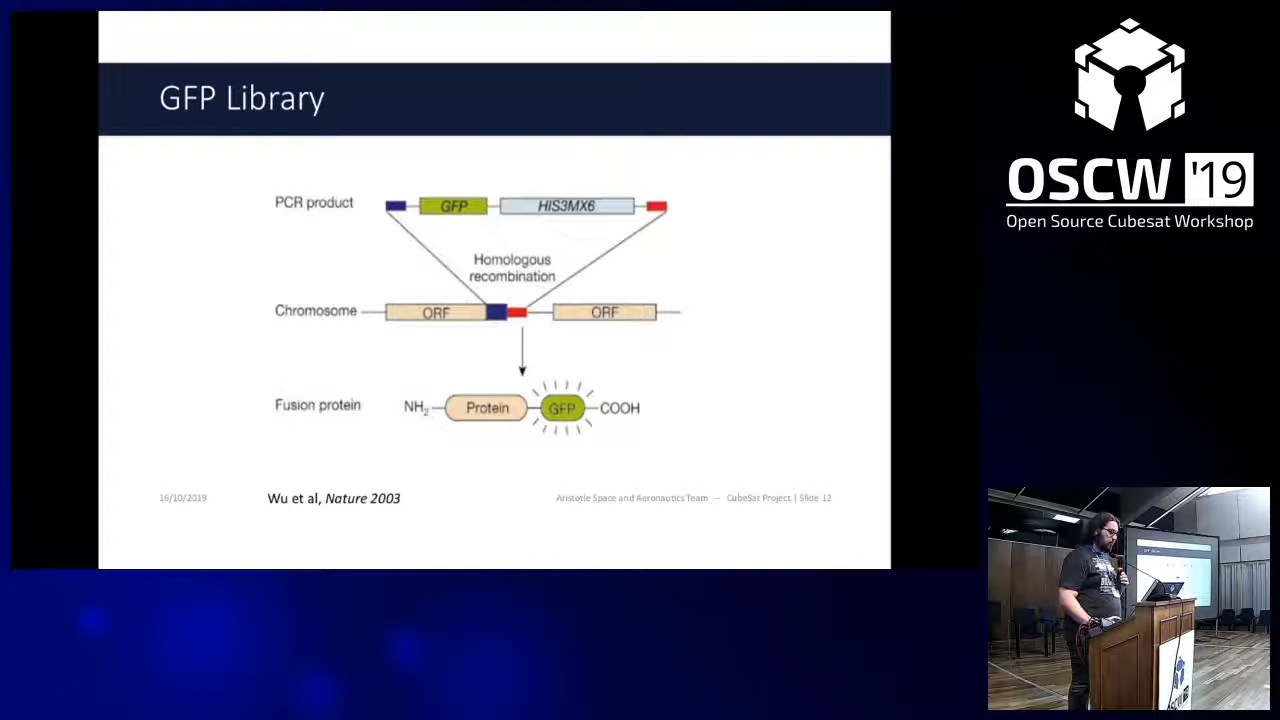 GFP Library
PCR product
GFP
HIS3MX6
Homologous
recombination
Chromosome
ORF
ORF
Fusion protein
NH2
Protein
GFP
COOH
16/10/2019
Wu et al, Nature 2003
Aristotle Space and Aeronautics Team – CubeSat Project | Slide 12
OSCW '19
Open Source Cubesat Workshop